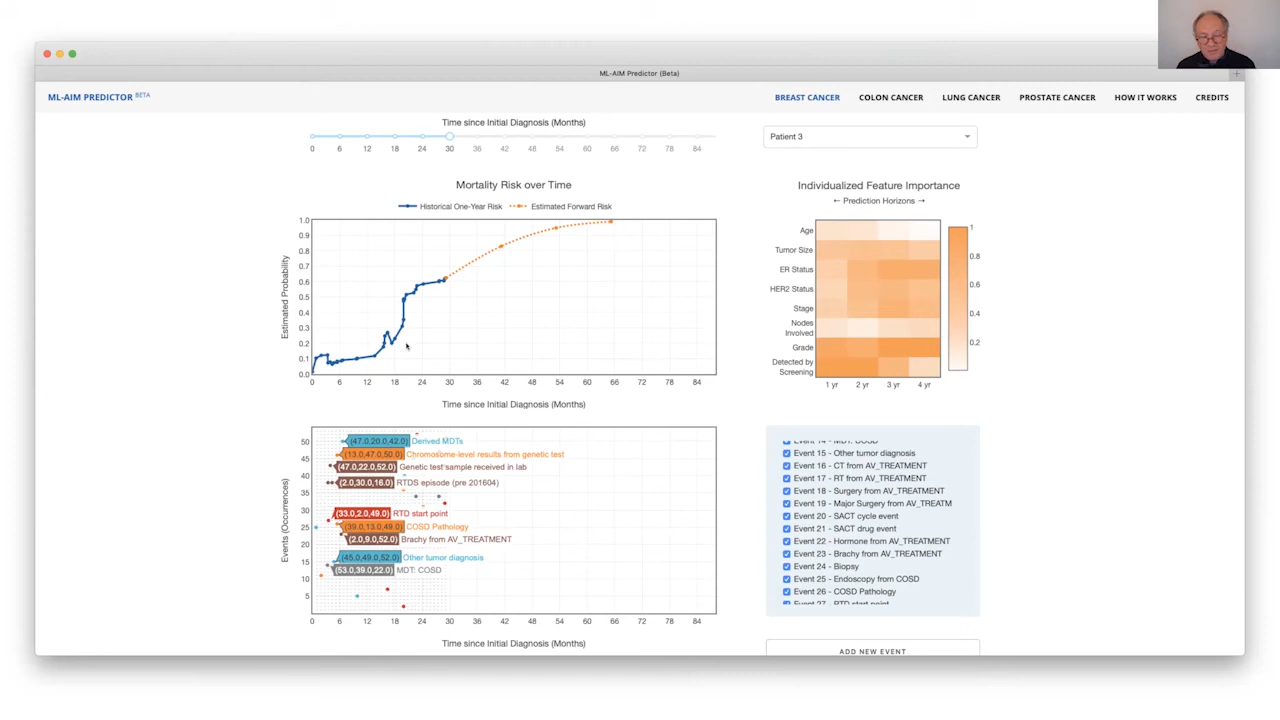 ML-AIM Predictor (Beta)
+
ML-AIM PREDICTOR BETA
BREAST CANCER COLON CANCER LUNG CANCER PROSTATE CANCER HOW IT WORKS CREDITS
Time since Initial Diagnosis (Months)
0 6 12 18 24 30 36 42 48 54 60 66 72 78 84
Patient 3
Mortality Risk over Time
Historical One-Year Risk Estimated Forward Risk
Estimated Probability
1.0
0.9
0.8
0.7
0.6
0.5
0.4
0.3
0.2
0.1
0.0
0 6 12 18 24 30 36 42 48 54 60 66 72 78 84
Time since Initial Diagnosis (Months)
Individualized Feature Importance
← Prediction Horizons →
Age
Tumor Size
ER Status
HER2 Status
Stage
Nodes
Involved
Grade
Detected by
Screening
1 yr 2 yr 3 yr 4 yr
1
0.8
0.6
0.4
0.2
Events (Occurrences)
50
45
40
35
30
25
20
15
10
5
(47.0,20.0,42.0) Derived MDTs
(13.0,47.0,50.0) Chromosome-level results from genetic test
(47.0,22.0,52.0) Genetic test sample received in lab
(2.0,30.0,16.0) RTDS episode (pre 201604)
(33.0,2.0,49.0) RTD start point
(39.0,13.0,49.0) COSD Pathology
(2.0,9.0,52.0) Brachy from AV_TREATMENT
(45.0,49.0,52.0) Other tumor diagnosis
(53.0,39.0,22.0) MDT: COSD
0 6 12 18 24 30 36 42 48 54 60 66 72 78 84
Time since Initial Diagnosis (Months)
Event 14 - MDT: COSD
Event 15 - Other tumor diagnosis
Event 16 - CT from AV_TREATMENT
Event 17 - RT from AV_TREATMENT
Event 18 - Surgery from AV_TREATMENT
Event 19 - Major Surgery from AV_TREATM
Event 20 - SACT cycle event
Event 21 - SACT drug event
Event 22 - Hormone from AV_TREATMENT
Event 23 - Brachy from AV_TREATMENT
Event 24 - Biopsy
Event 25 - Endoscopy from COSD
Event 26 - COSD Pathology
Event 27 - RTD start point
ADD NEW EVENT